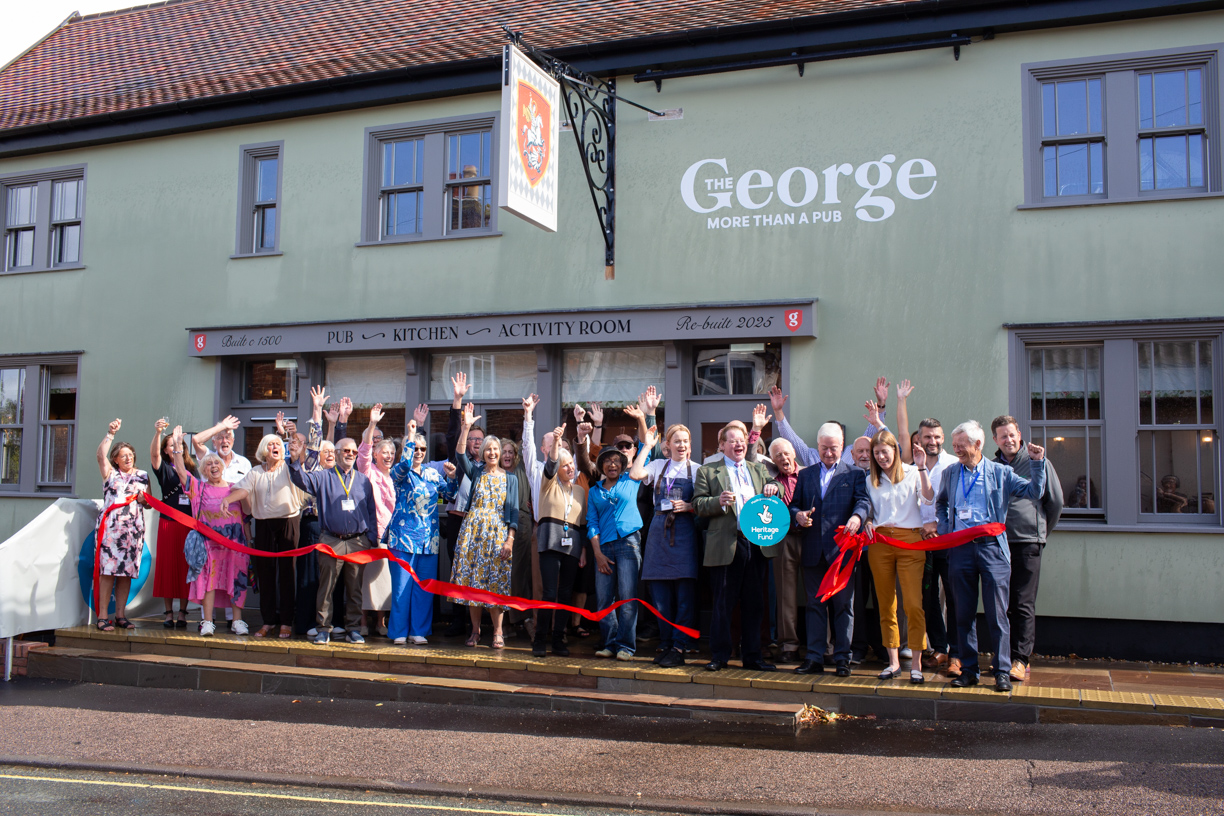 THE
George
MORE THAN A PUB
g
Built c 1500
PUB
KITCHEN
ACTIVITY ROOM
Re-built 2025
g
Heritage
Fund